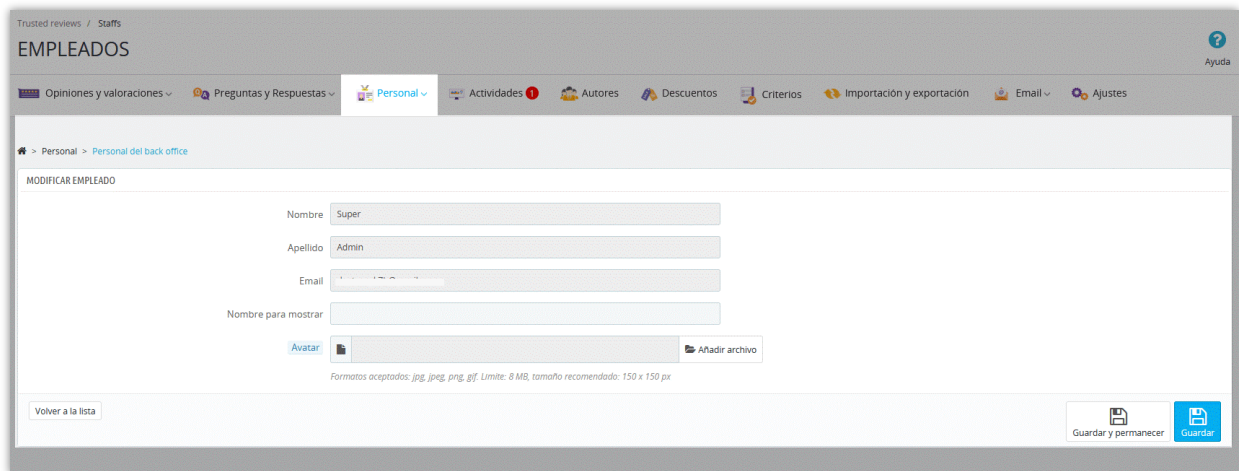 Trusted reviews / Staffs
EMPLEADOS
Ayuda
Opiniones y valoraciones Preguntas y Respuestas Personal Actividades 1 Autores Descuentos Criterios Importación y exportación Email Ajustes
> Personal > Personal del back office
MODIFICAR EMPLEADO
Nombre Super
Apellido Admin
Email
Nombre para mostrar
Avatar Añadir archivo
Formatos aceptados: jpg, jpeg, png, gif. Limite: 8 MB, tamaño recomendado: 150 x 150 px
Volver a la lista Guardar y permanecer Guardar